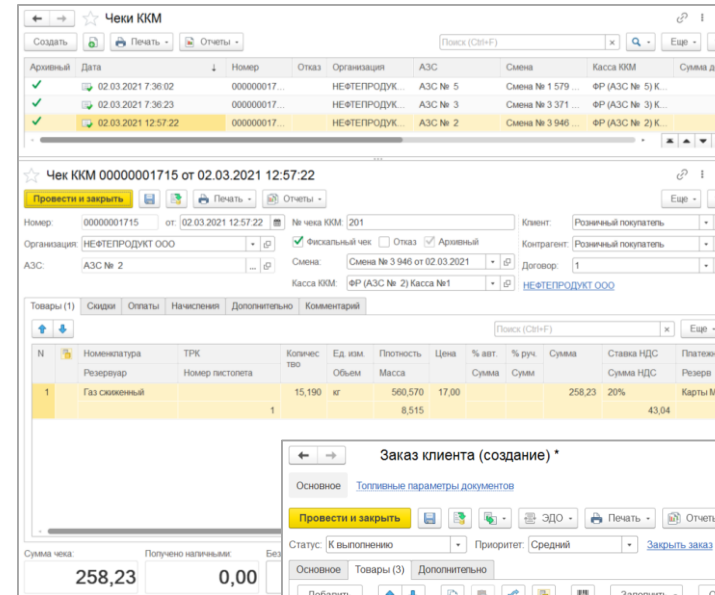 Чеки ККМ
Создать Печать Отчеты Поиск (Ctrl+F) × Еще
Архивный Дата ↓ Номер Отказ Организация АЗС Смена Касса ККМ Сумма д
02.03.2021 7:36:02 000000017... НЕФТЕПРОДУК... АЗС № 5 Смена № 1 579 ... ФР (АЗС № 5) К...
02.03.2021 7:36:23 000000017... НЕФТЕПРОДУК... АЗС № 3 Смена № 3 371 ... ФР (АЗС № 3) К...
02.03.2021 12:57:22 000000017... НЕФТЕПРОДУК... АЗС № 2 Смена № 3 946 ... ФР (АЗС № 2) К...
Чек ККМ 00000001715 от 02.03.2021 12:57:22
Провести и закрыть Печать Отчеты Еще
Номер: 00000001715 от: 02.03.2021 12:57:22 № чека ККМ: 201 Клиент: Розничный покупатель
Организация: НЕФТЕПРОДУКТ ООО Фискальный чек Отказ Архивный Контрагент: Розничный покупатель
АЗС: АЗС № 2 ... Смена: Смена № 3 946 от 02.03.2021 Договор: 1
Касса ККМ: ФР (АЗС № 2) Касса №1 НЕФТЕПРОДУКТ ООО
Товары (1) Скидки Оплаты Начисления Дополнительно Комментарий
Поиск (Ctrl+F) × Еще
N Номенклатура ТРК Количество Ед. изм. Плотность Цена % авт. % руч. Сумма Ставка НДС Платежн
Резервуар Номер пистолета Объем Масса Сумма Сумм Сумма НДС Резерв
1 Газ сжиженный 15,190 кг 560,570 17,00 258,23 20% Карты М
1 8,515 43,04
Заказ клиента (создание) *
Основное Топливные параметры документов
Провести и закрыть ЭДО Печать Отчеты
Статус: К выполнению Приоритет: Средний Закрыть заказ
Сумма чека: Получено наличными: Без
258,23 0,00
Основное Товары (3) Дополнительно
Добавить Заполнить